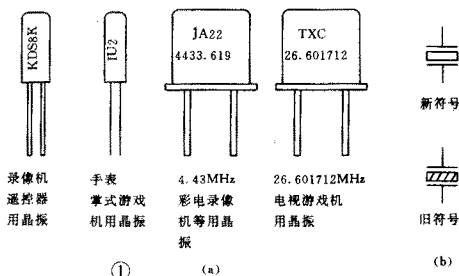 KDS8K
IU2
jA22
4433.619
TXC
26.601712
新符号
旧符号
录像机
遥控器
用晶振
手表
掌式游戏
机用晶振
4.43MHz
彩电录像
机等用晶
振
26.601712MHz
电视游戏机
用晶振
①
(a)
(b)